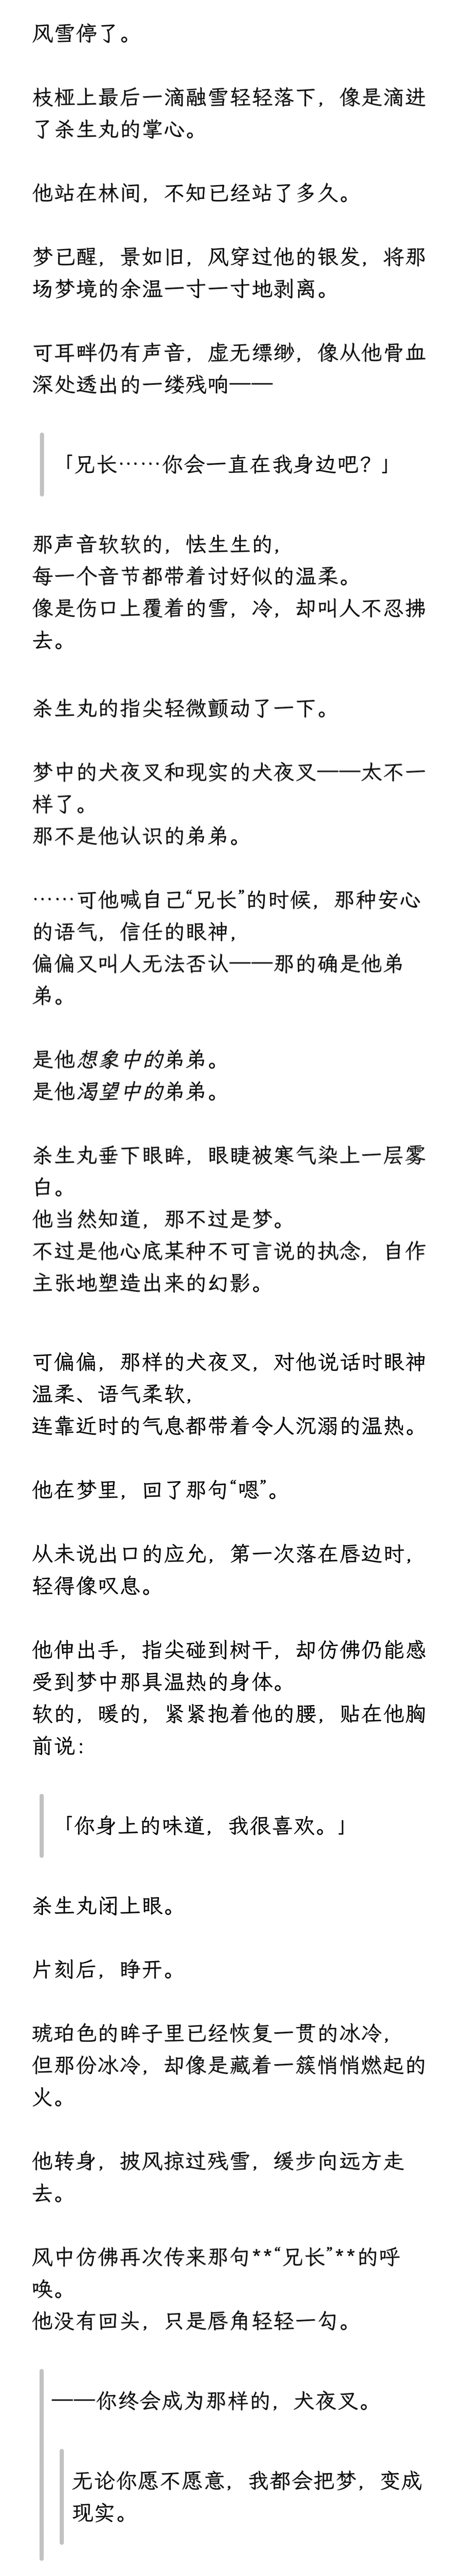 风雪停了。
枝桠上最后一滴融雪轻轻落下，像是滴进
了杀生丸的掌心。
他站在林间，不知已经站了多久。
梦已醒，景如旧，风穿过他的银发，将那
场梦境的余温一寸一寸地剥离。
可耳畔仍有声音，虚无缥缈，像从他骨血
深处透出的一缕残响——
「兄长……你会一直在我身边吧？」
那声音软软的，怯生生的，
每一个音节都带着讨好似的温柔。
像是伤口上覆着的雪，冷，却叫人不忍拂
去。
杀生丸的指尖轻微颤动了一下。
梦中的犬夜叉和现实的犬夜叉——太不一
样了。
那不是他认识的弟弟。
……可他喊自己“兄长”的时候，那种安心
的语气，信任的眼神，
偏偏又叫人无法否认——那的确是他弟
弟。
是他想象中的弟弟。
是他渴望中的弟弟。
杀生丸垂下眼眸，眼睫被寒气染上一层雾
白。
他当然知道，那不过是梦。
不过是他心底某种不可言说的执念，自作
主张地塑造出来的幻影。
可偏偏，那样的犬夜叉，对他说话时眼神
温柔、语气柔软，
连靠近时的气息都带着令人沉溺的温热。
他在梦里，回了那句“嗯”。
从未说出口的应允，第一次落在唇边时，
轻得像叹息。
他伸出手，指尖碰到树干，却仿佛仍能感
受到梦中那具温热的身体。
软的，暖的，紧紧抱着他的腰，贴在他胸
前说：
「你身上的味道，我很喜欢。」
杀生丸闭上眼。
片刻后，睁开。
琥珀色的眸子里已经恢复一贯的冰冷，
但那份冰冷，却像是藏着一簇悄悄燃起的
火。
他转身，披风掠过残雪，缓步向远方走
去。
风中仿佛再次传来那句**“兄长”**的呼
唤。
他没有回头，只是唇角轻轻一勾。
——你终会成为那样的，犬夜叉。
无论你愿不愿意，我都会把梦，变成
现实。